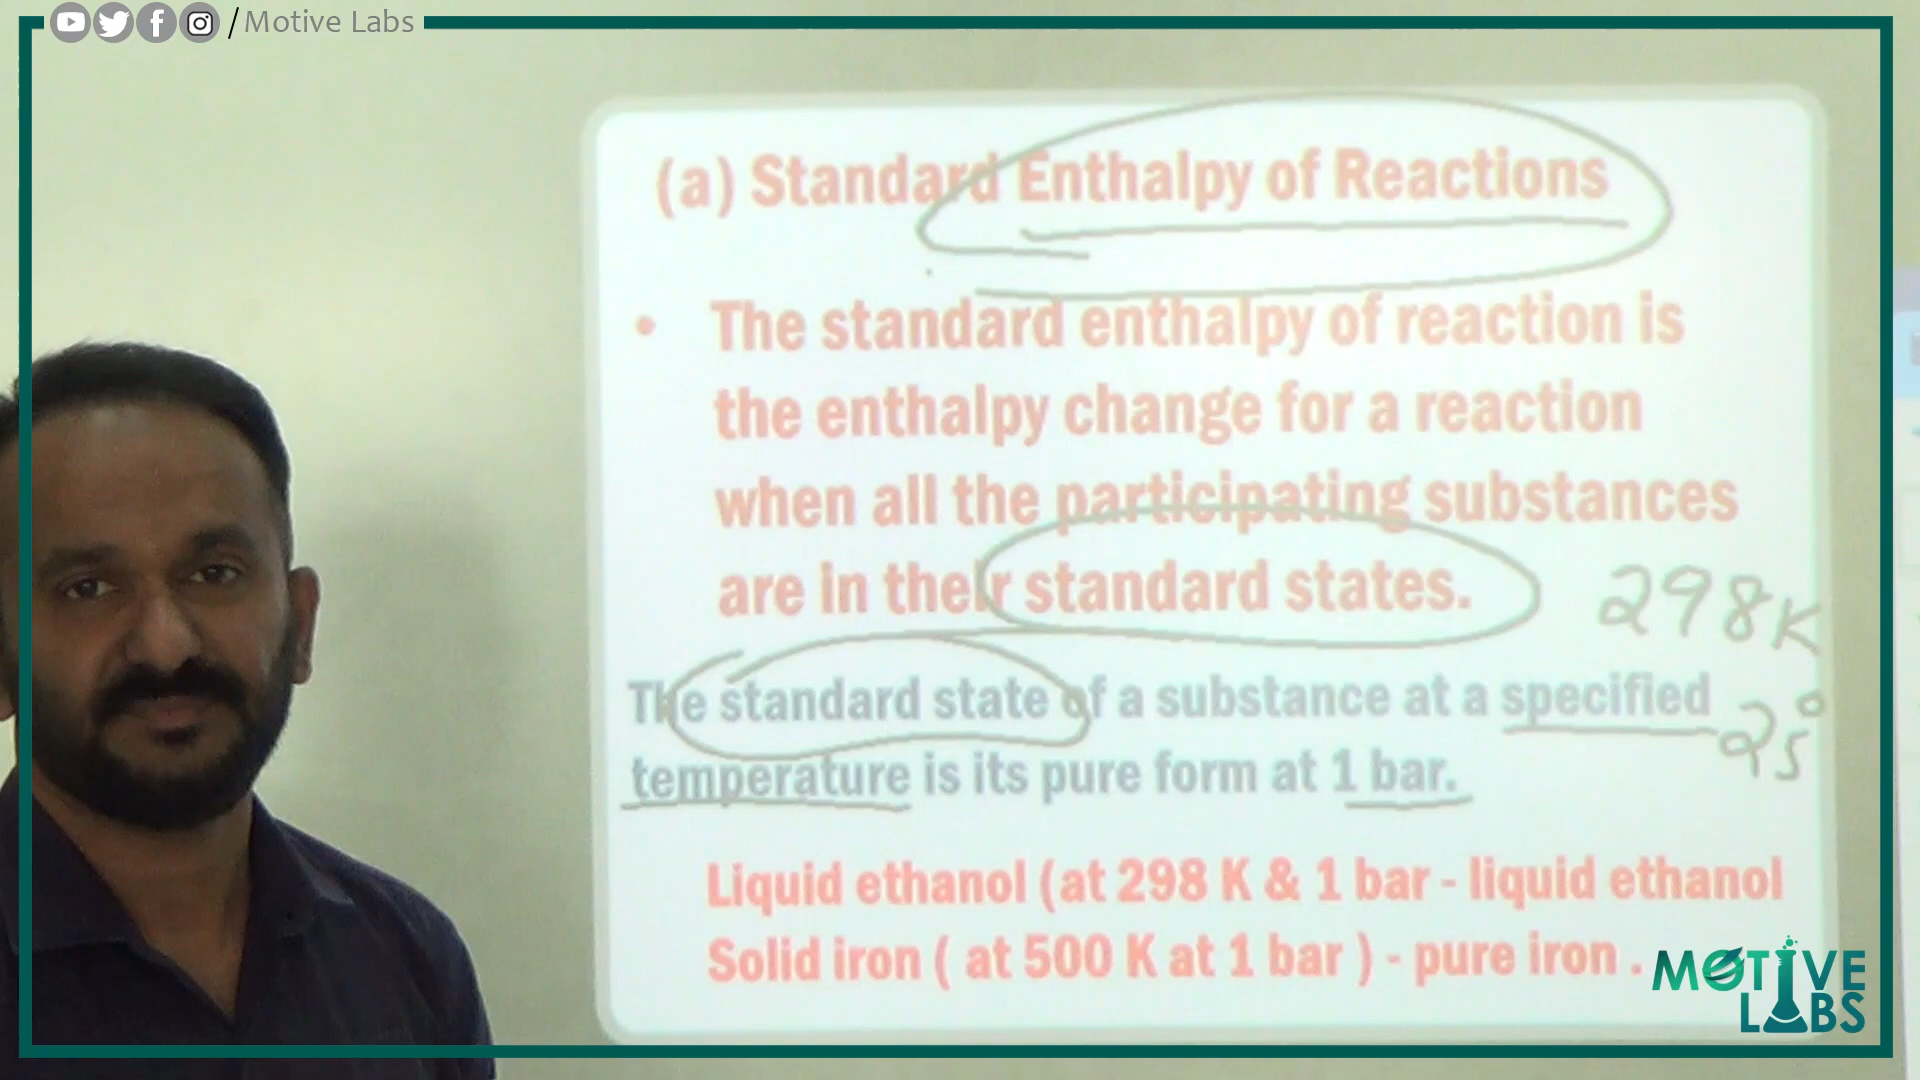 /Motive Labs
(a) Standard Enthalpy of Reactions
• The standard enthalpy of reaction is
the enthalpy change for a reaction
when all the participating substances
are in their standard states.
298K
The standard state of a substance at a specified
25°
temperature is its pure form at 1 bar.
Liquid ethanol (at 298 K & 1 bar - liquid ethanol
Solid iron ( at 500 K at 1 bar ) - pure iron .
MOTIVE
LABS